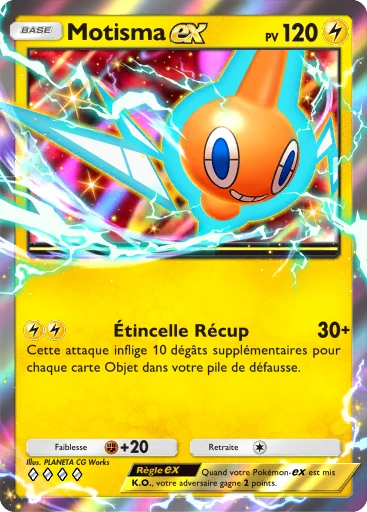 BASE Motisma ex PV 120
Étincelle Récup 30+
Cette attaque inflige 10 dégâts supplémentaires pour
chaque carte Objet dans votre pile de défausse.
Faiblesse +20 Retraite
Illus. PLANETA CG Works
Règle ex Quand votre Pokémon-ex est mis
K.O., votre adversaire gagne 2 points.